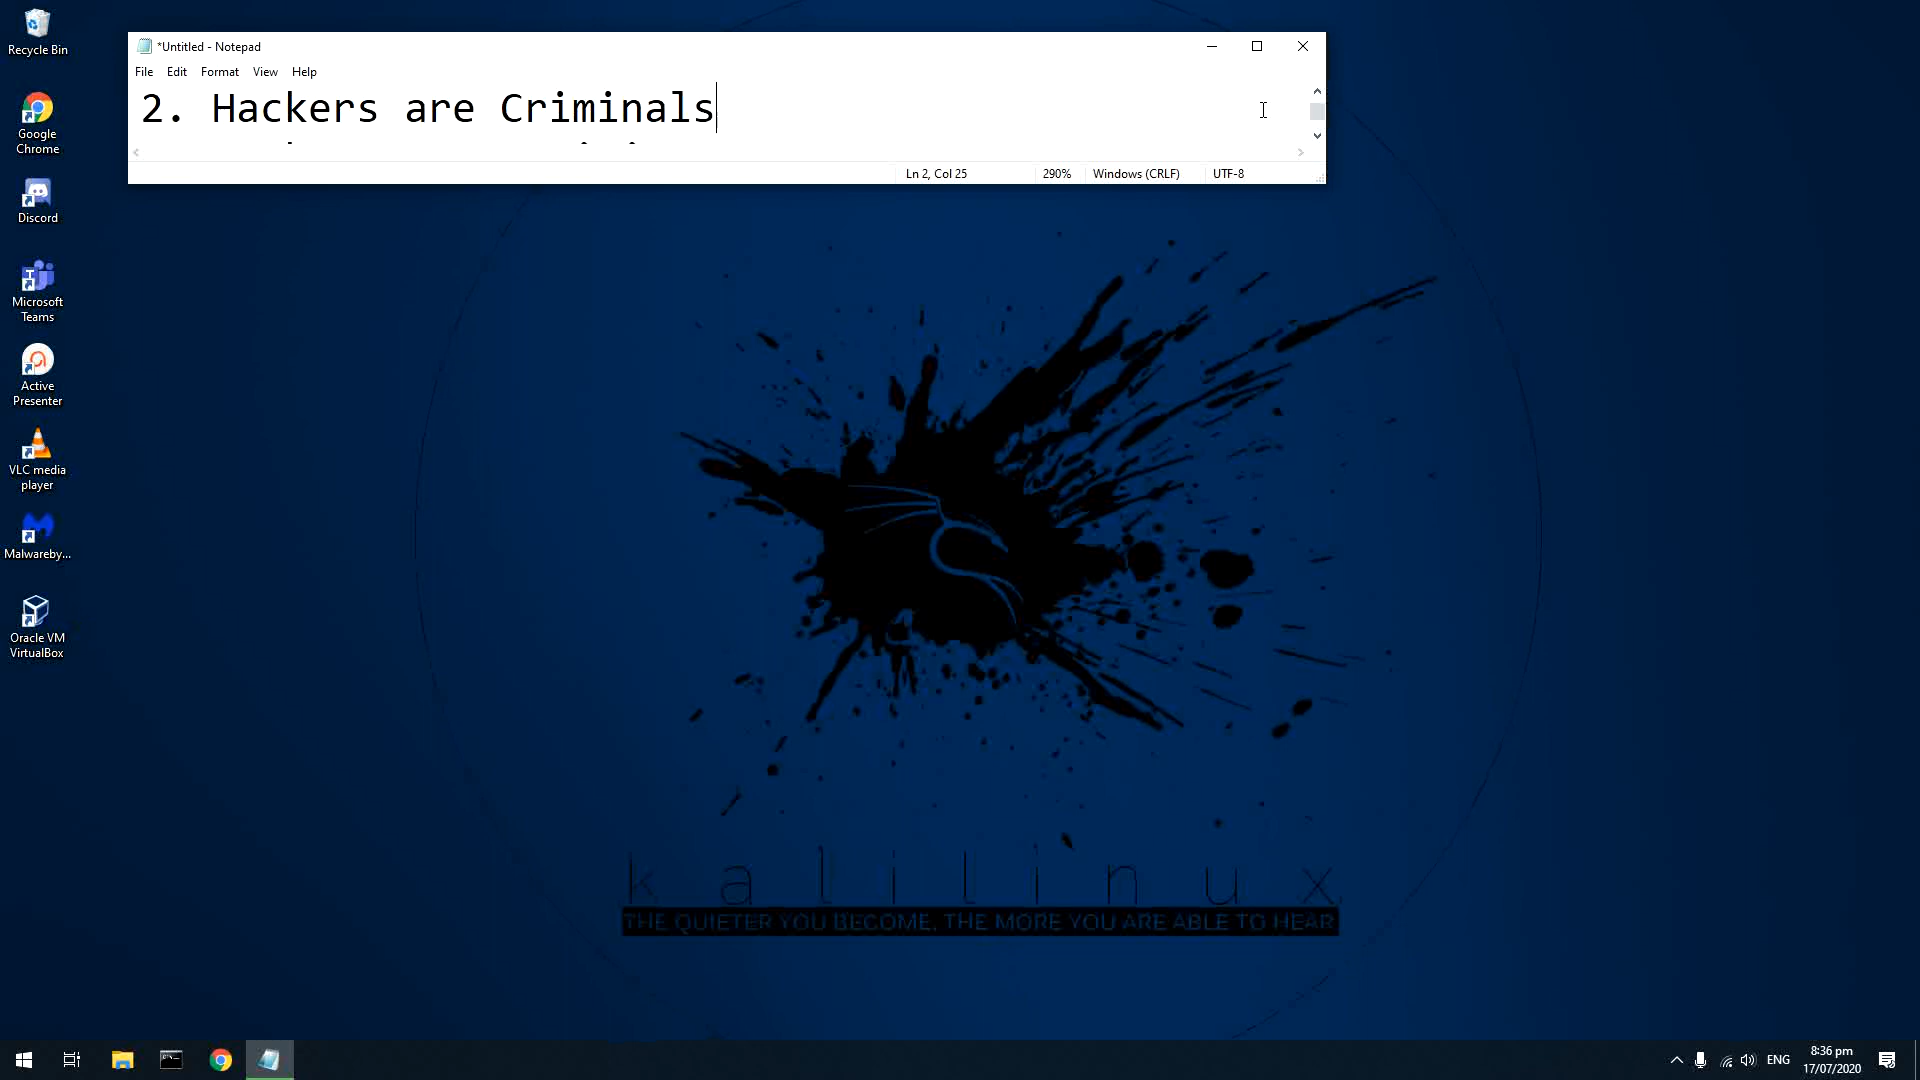 Recycle Bin
*Untitled - Notepad
File Edit Format View Help
2. Hackers are Criminals
Ln 2, Col 25
290%
Windows (CRLF)
UTF-8
Google
Chrome
Discord
Microsoft
Teams
Active
Presenter
VLC media
player
Malwareby...
Oracle VM
VirtualBox
kalilinux
THE QUIETER YOU BECOME, THE MORE YOU ARE ABLE TO HEAR
ENG
8:36 pm
17/07/2020